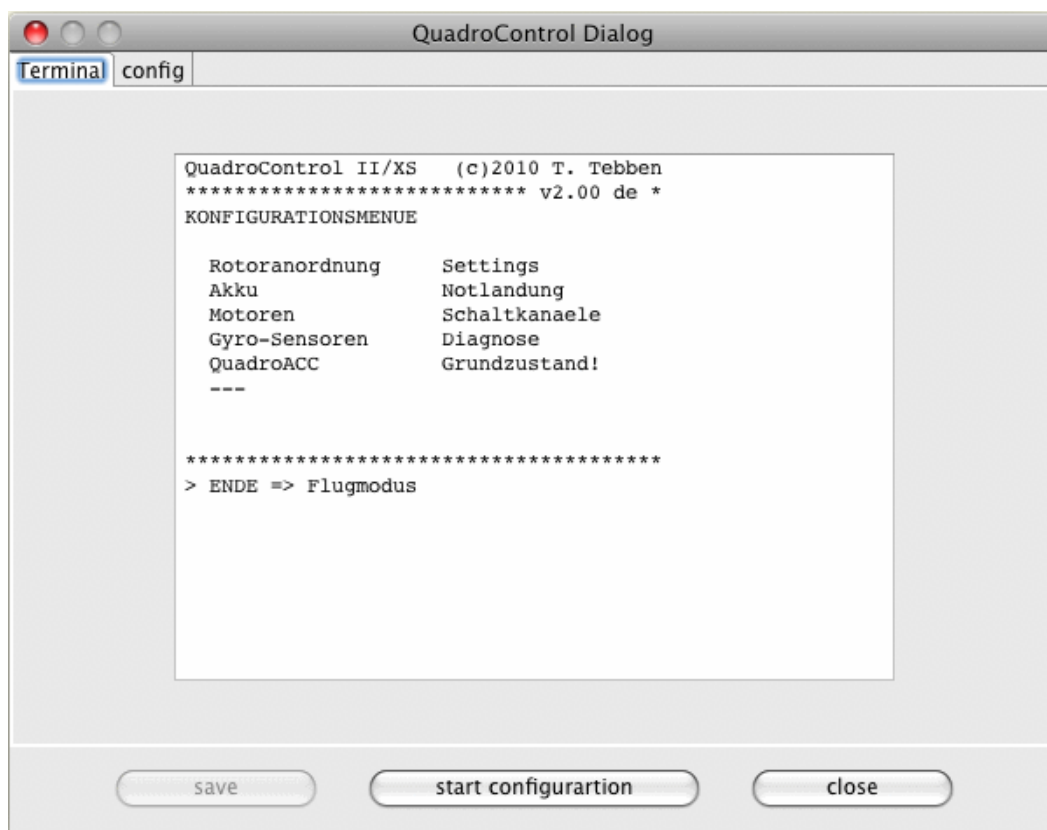 QuadroControl Dialog
Terminal config
QuadroControl II/XS (c)2010 T. Tebben
**************************** v2.00 de *
KONFIGURATIONSMENUE
Rotoranordnung Settings
Akku Notlandung
Motoren Schaltkanaele
Gyro-Sensoren Diagnose
QuadroACC Grundzustand!
---
***************************************
> ENDE => Flugmodus
save start configurartion close